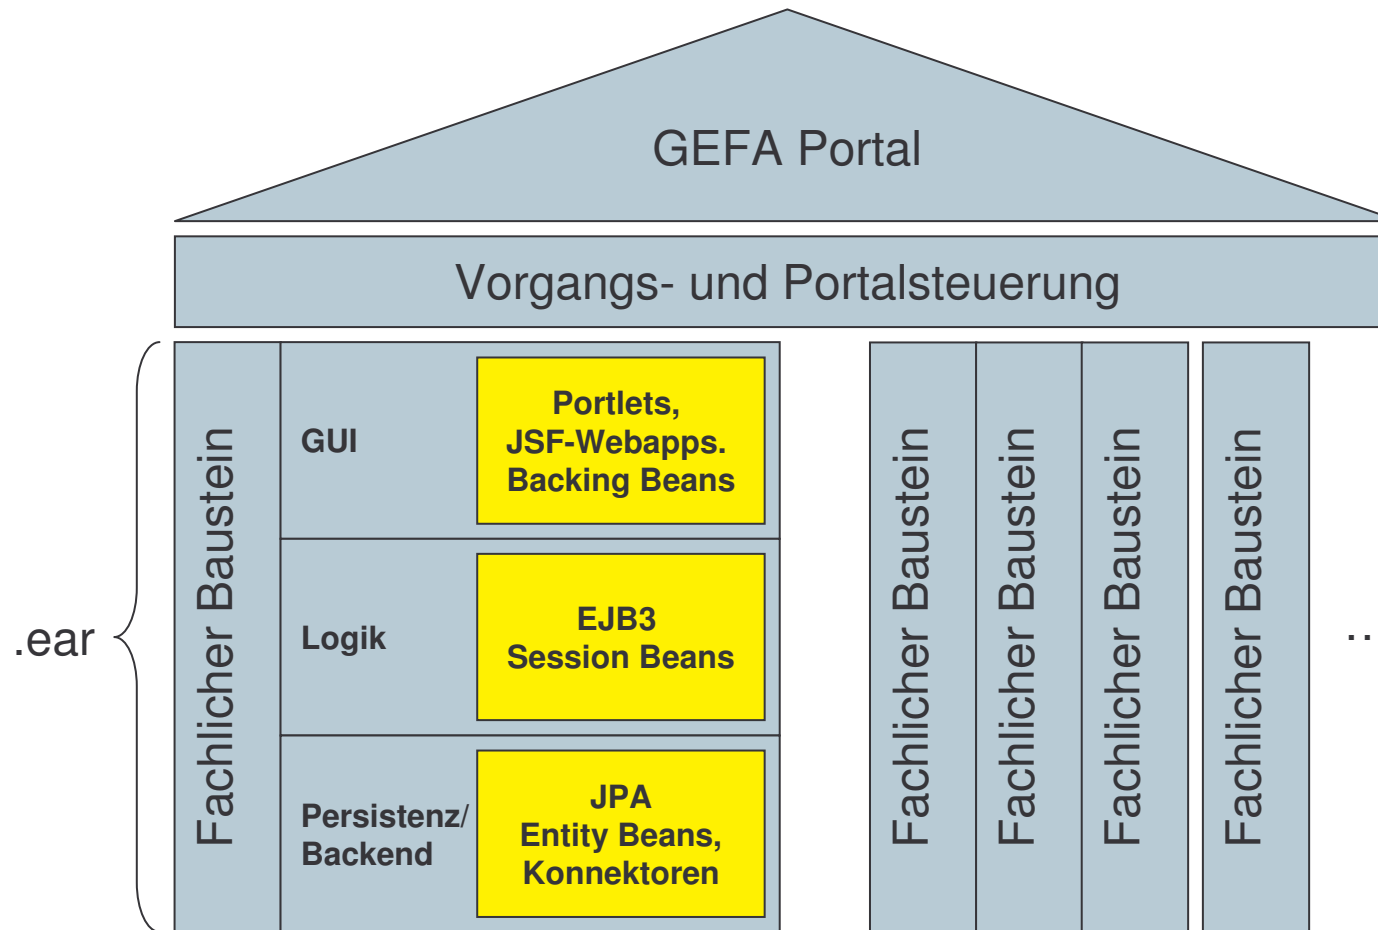 GEFA Portal
Vorgangs- und Portalsteuerung
.ear
Fachlicher Baustein
GUI
Portlets,
JSF-Webapps.
Backing Beans
Logik
EJB3
Session Beans
Persistenz/
Backend
JPA
Entity Beans,
Konnektoren
Fachlicher Baustein
Fachlicher Baustein
Fachlicher Baustein
Fachlicher Baustein
..